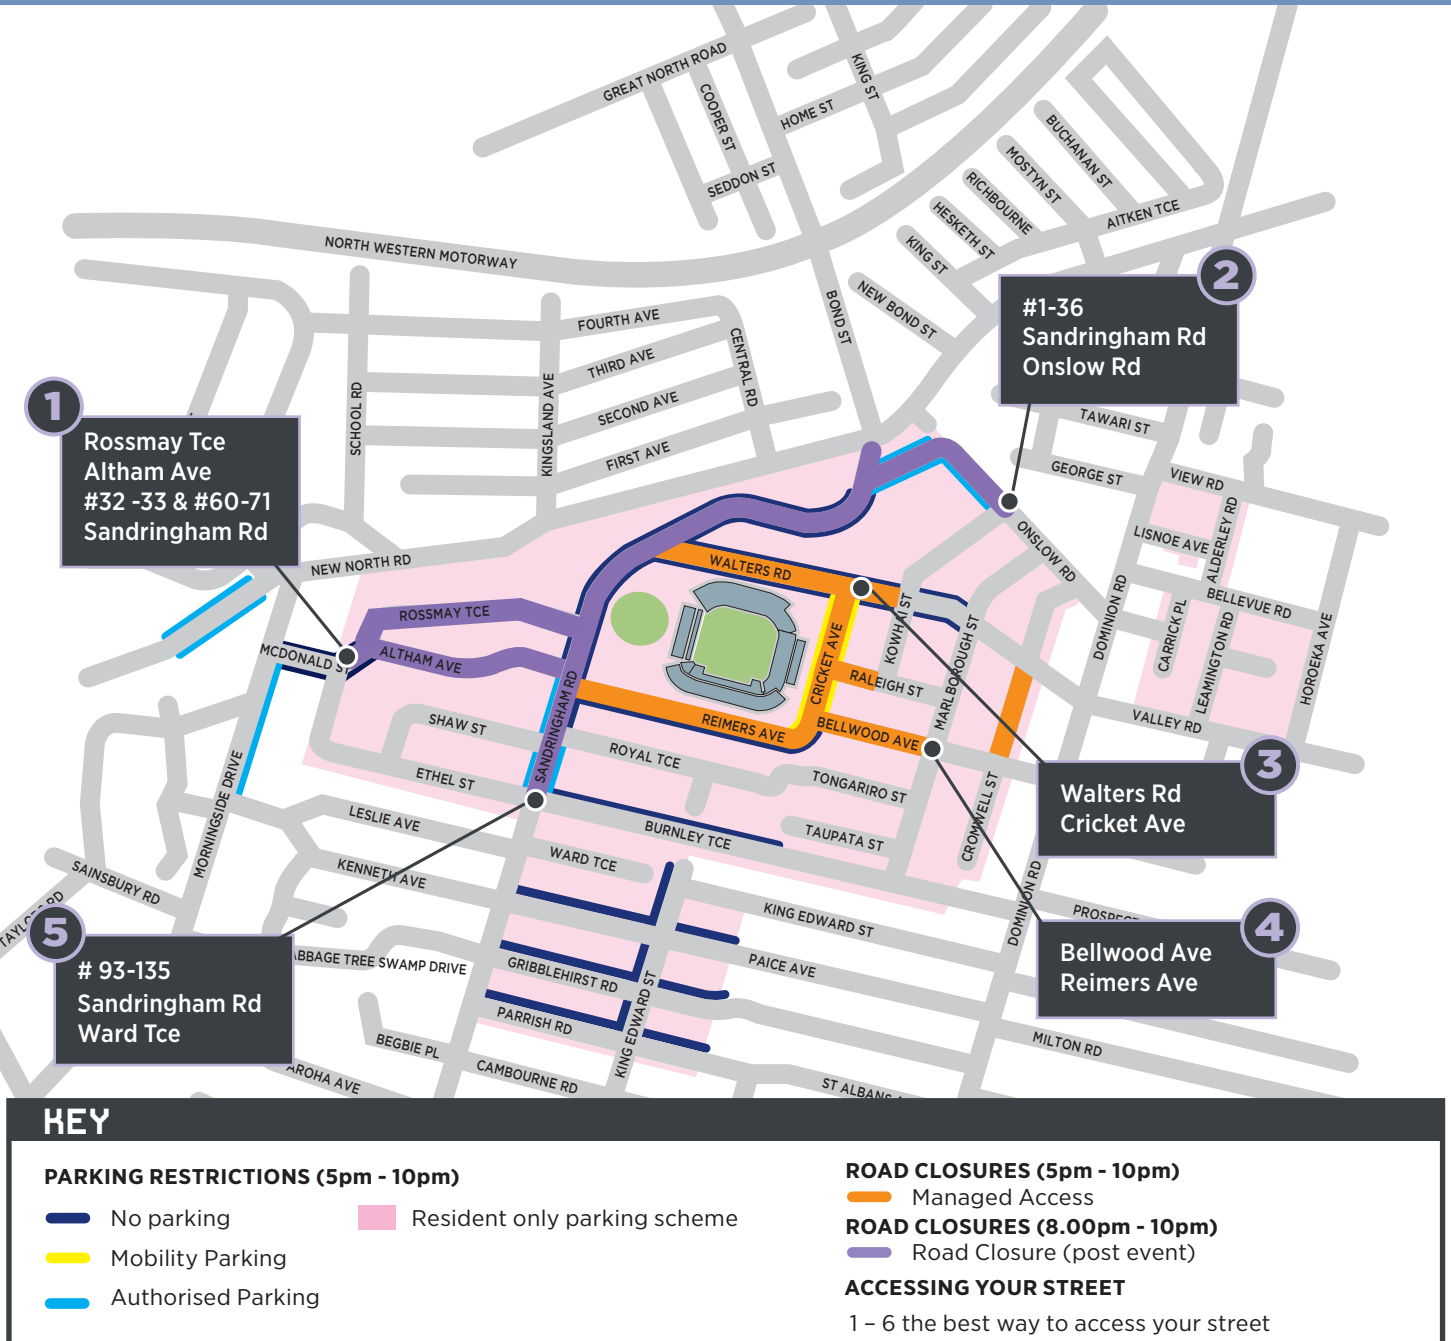 GREAT NORTH ROAD
COOPER ST
KING ST
HOME ST
SEDDON ST
BUCHANAN ST
MOSTYN ST
RICHBOURNE
HESKETH ST
KING ST
AITKEN TCE
NORTH WESTERN MOTORWAY
NEW BOND ST
BOND ST
FOURTH AVE
THIRD AVE
SECOND AVE
FIRST AVE
CENTRAL RD
SCHOOL RD
KINGSLAND AVE
2
#1-36
Sandringham Rd
Onslow Rd
1
Rossmay Tce
Altham Ave
#32 -33 & #60-71
Sandringham Rd
TAWARI ST
GEORGE ST
VIEW RD
ONSLOW RD
LISNOE AVE
ALDERLEY RD
BELLEVUE RD
DOMINION RD
CARRICK PL
LEAMINGTON RD
HOROEKA AVE
VALLEY RD
NEW NORTH RD
ROSSMAY TCE
MCDONALD ST
ALTHAM AVE
WALTERS RD
KOWHAI ST
CRICKET AVE
RALEIGH ST
MARLBOROUGH ST
REIMERS AVE
BELLWOOD AVE
SANDRINGHAM RD
SHAW ST
ROYAL TCE
ETHEL ST
TONGARIRO ST
CROMWELL ST
MORNINGSIDE DRIVE
LESLIE AVE
BURNLEY TCE
TAUPATA ST
3
Walters Rd
Cricket Ave
KENNETH AVE
WARD TCE
SAINSBURY RD
DOMINION RD
KING EDWARD ST
4
Bellwood Ave
Reimers Ave
5
# 93-135
Sandringham Rd
Ward Tce
ABBAGE TREE SWAMP DRIVE
GRIBBLEHIRST RD
PAICE AVE
PARRISH RD
KING EDWARD ST
MILTON RD
BEGBIE PL
AROHA AVE
CAMBOURNE RD
ST ALBANS
KEY
PARKING RESTRICTIONS (5pm - 10pm)
No parking
Resident only parking scheme
Mobility Parking
Authorised Parking
ROAD CLOSURES (5pm - 10pm)
Managed Access
ROAD CLOSURES (8.00pm - 10pm)
Road Closure (post event)
ACCESSING YOUR STREET
1 – 6 the best way to access your street